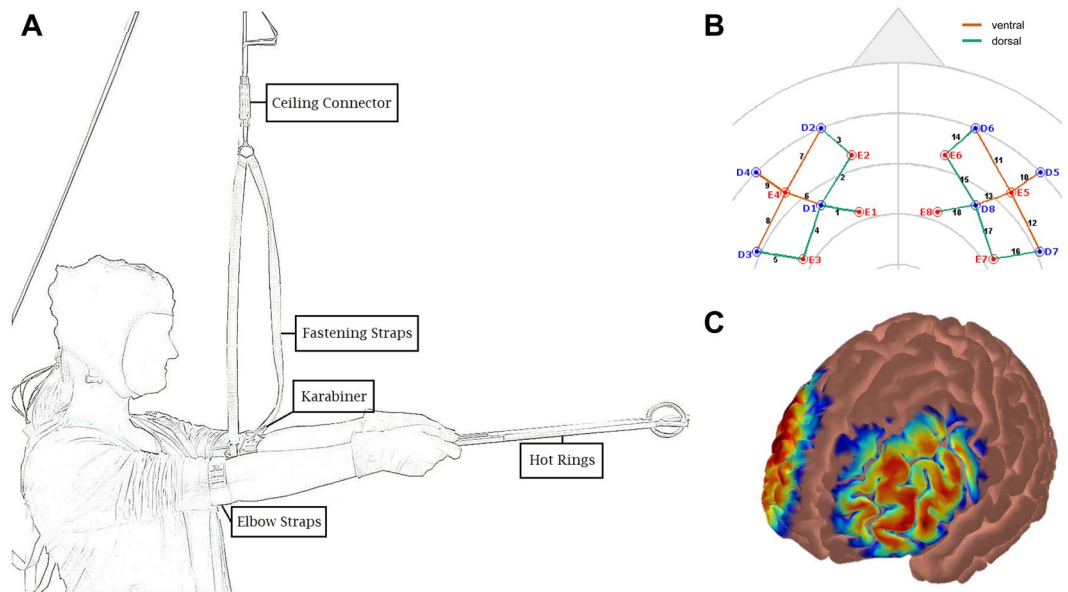 A
Ceiling Connector
Fastening Straps
Karabiner
Hot Rings
Elbow Straps
B
ventral
dorsal
D2
3
E2
7
2
D4
9
E4
6
D1
1
E1
8
4
D3
5
E3
14
D6
E6
11
15
10
D5
13
E5
E8
18
D8
12
17
16
D7
E7
C